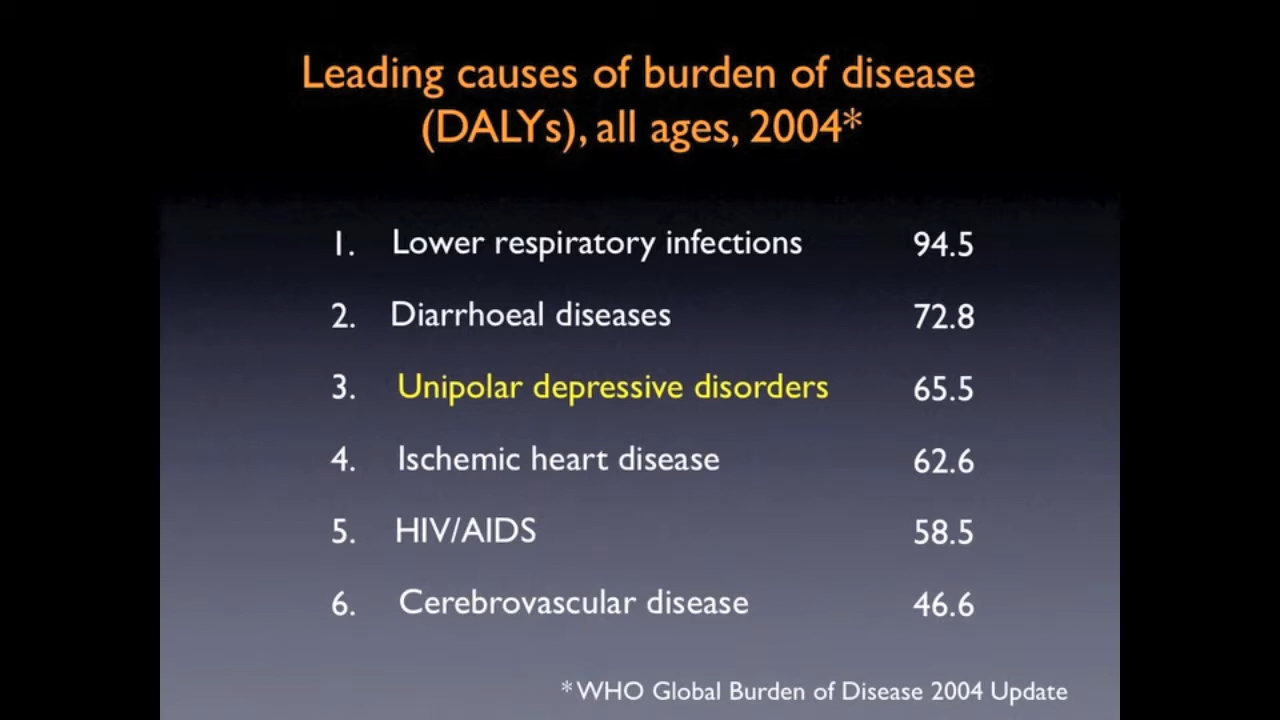 Leading causes of burden of disease
(DALYs), all ages, 2004*
1. Lower respiratory infections 94.5
2. Diarrhoeal diseases 72.8
3. Unipolar depressive disorders 65.5
4. Ischemic heart disease 62.6
5. HIV/AIDS 58.5
6. Cerebrovascular disease 46.6
*WHO Global Burden of Disease 2004 Update